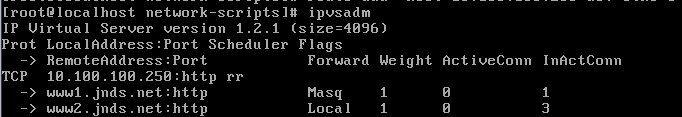 [root@localhost network-scripts]# ipvsadm
IP Virtual Server version 1.2.1 (size=4096)
Prot LocalAddress:Port Scheduler Flags
  -> RemoteAddress:Port           Forward Weight ActiveConn InActConn
TCP  10.100.100.250:http rr
  -> www1.jnds.net:http           Masq    1      0          1
  -> www2.jnds.net:http           Local   1      0          3